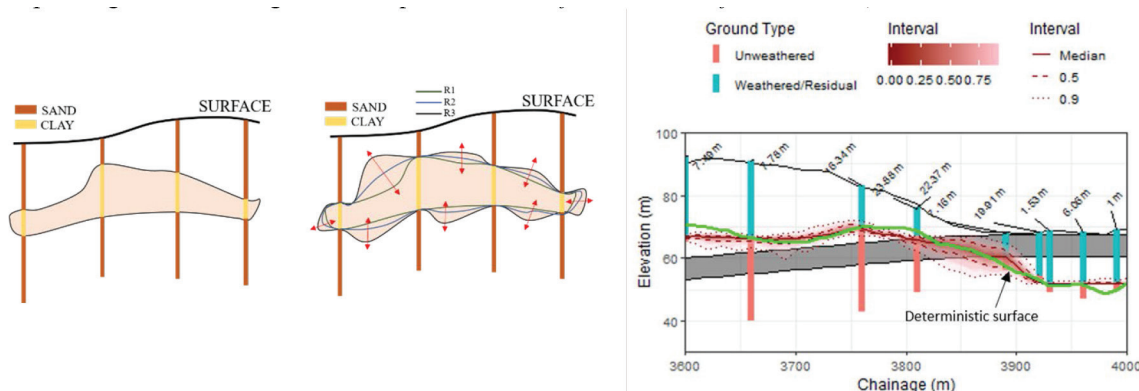 SAND
CLAY
SURFACE
R1
R2
R3
SAND
CLAY
SURFACE
Ground Type
Unweathered
Weathered/Residual
Interval
0.00 0.25 0.50 0.75
Interval
Median
0.5
0.9
Elevation (m)
100
80
60
40
7.49 m
7.78 m
16.34 m
23.88 m
22.37 m
19.91 m
1.53 m
6.06 m
1 m
Deterministic surface
3600
3700
3800
3900
4000
Chainage (m)